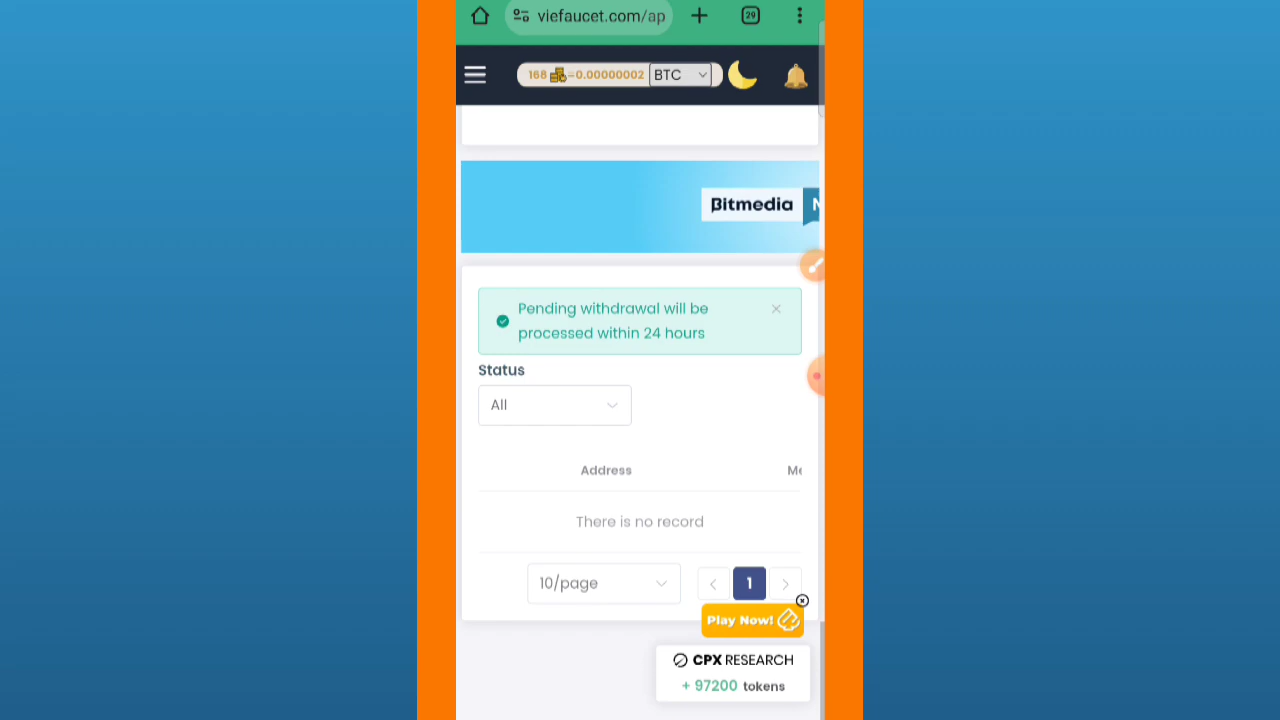 viefaucet.com/ap
29
168 =0.00000002 BTC
Bitmedia N
Pending withdrawal will be
processed within 24 hours
Status
All
Address Me
There is no record
10/page 1
Play Now!
CPX RESEARCH
+ 97200 tokens